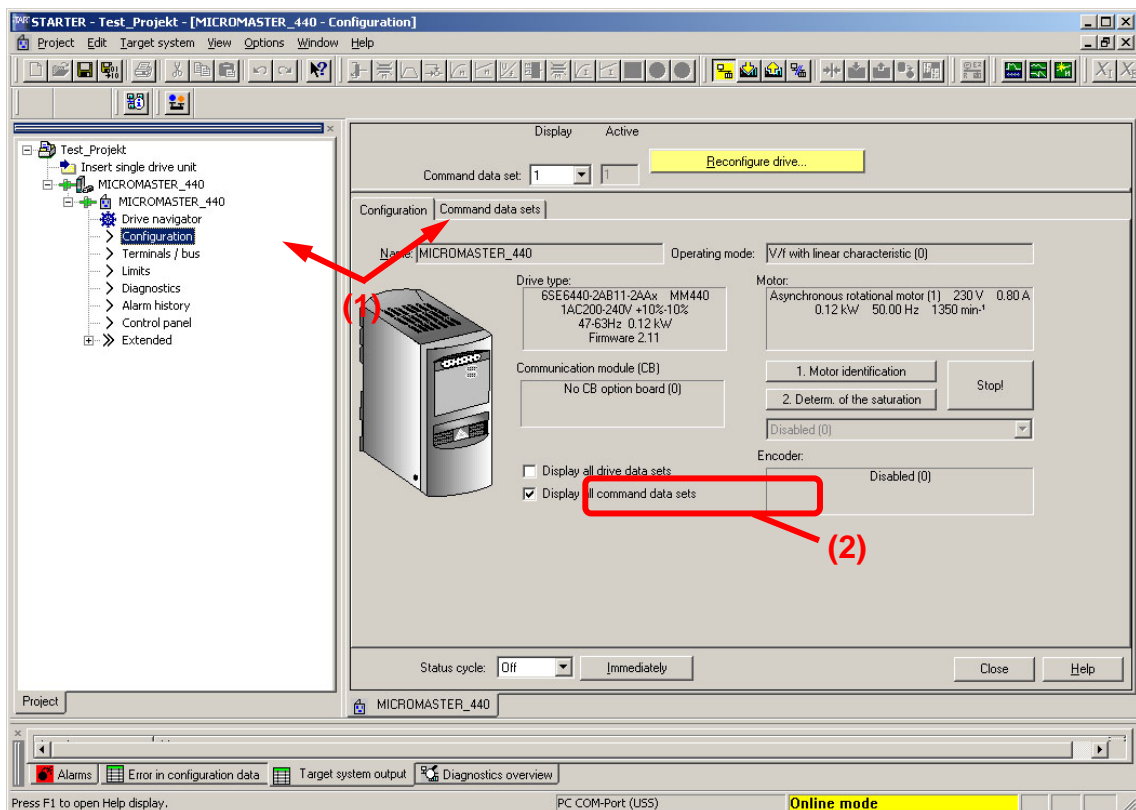 STARTER - Test_Projekt - [MICROMASTER_440 - Configuration]
Project Edit Target system View Options Window Help
Test_Projekt
Insert single drive unit
MICROMASTER_440
MICROMASTER_440
Drive navigator
Configuration
Terminals / bus
Limits
Diagnostics
Alarm history
Control panel
Extended
Project
(1)
Display Active
Command data set: 1 1
Reconfigure drive...
Configuration Command data sets
Name: MICROMASTER_440
Operating mode: V/f with linear characteristic (0)
Drive type:
6SE6440-2AB11-2AAx MM440
1AC200-240V +10%-10%
47-63Hz 0.12 kW
Firmware 2.11
Motor:
Asynchronous rotational motor (1) 230 V 0.80 A
0.12 kW 50.00 Hz 1350 min-¹
Communication module (CB)
No CB option board (0)
1. Motor identification
2. Determ. of the saturation
Stop!
Disabled (0)
Encoder:
Disabled (0)
Display all drive data sets
Display all command data sets
(2)
Status cycle: Off Immediately Close Help
MICROMASTER_440
Alarms Error in configuration data Target system output Diagnostics overview
Press F1 to open Help display. PC COM-Port (USS) Online mode